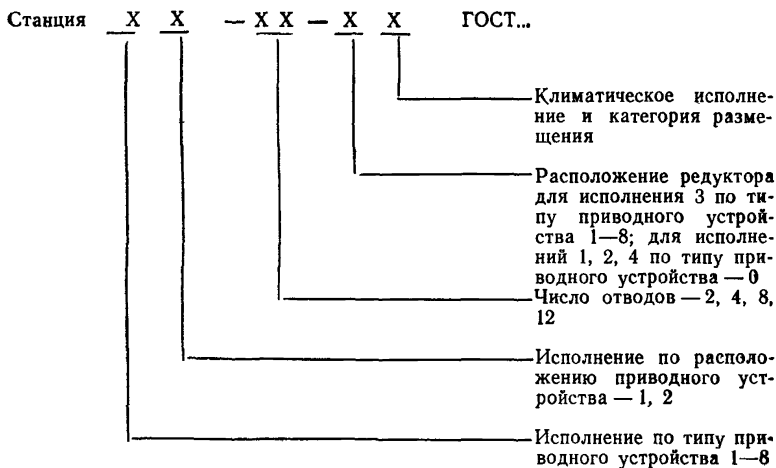 Станция X X — X X — X X ГОСТ...
Климатическое исполне-
ние и категория разме-
щения
Расположение редуктора
для исполнения 3 по ти-
пу приводного устрой-
ства 1—8; для исполне-
ний 1, 2, 4 по типу при-
водного устройства — 0
Число отводов — 2, 4, 8,
12
Исполнение по располо-
жению приводного уст-
ройства — 1, 2
Исполнение по типу при-
водного устройства 1—8